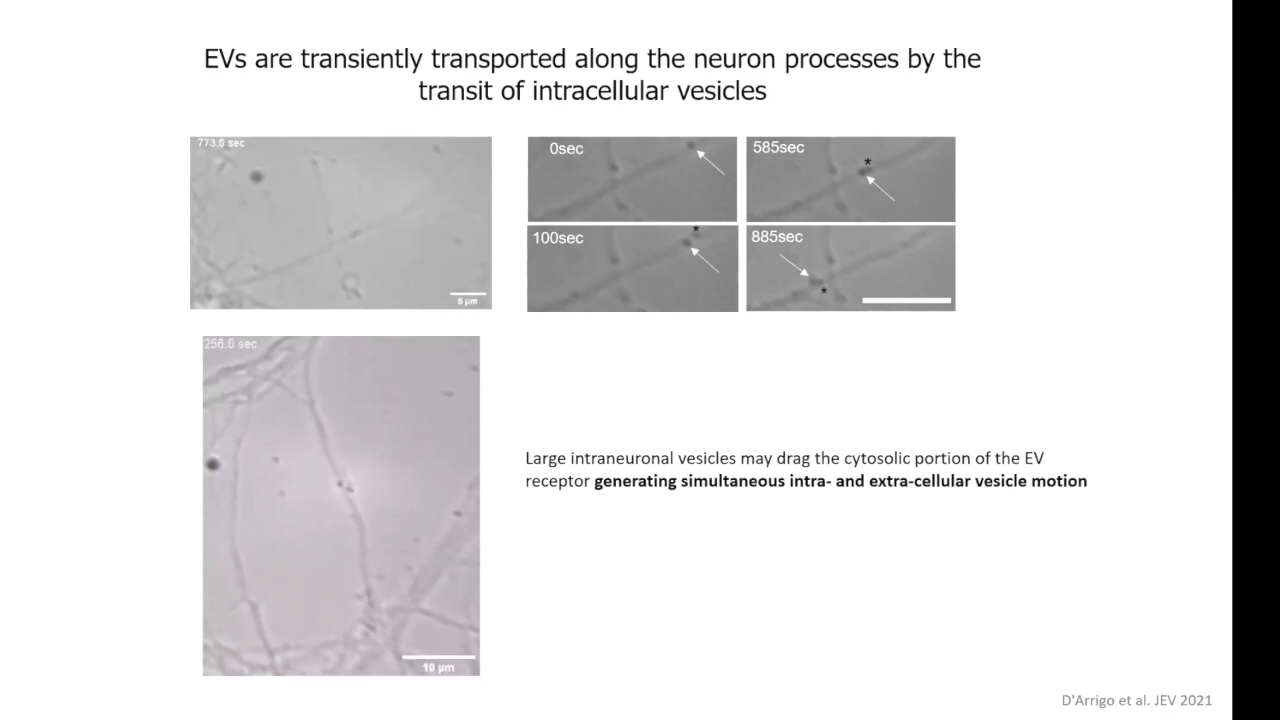 EVs are transiently transported along the neuron processes by the
transit of intracellular vesicles
773.0 sec
5 µm
0sec
585sec
*
100sec
*
885sec
*
256.0 sec
10 µm
Large intraneuronal vesicles may drag the cytosolic portion of the EV
receptor generating simultaneous intra- and extra-cellular vesicle motion
D'Arrigo et al. JEV 2021